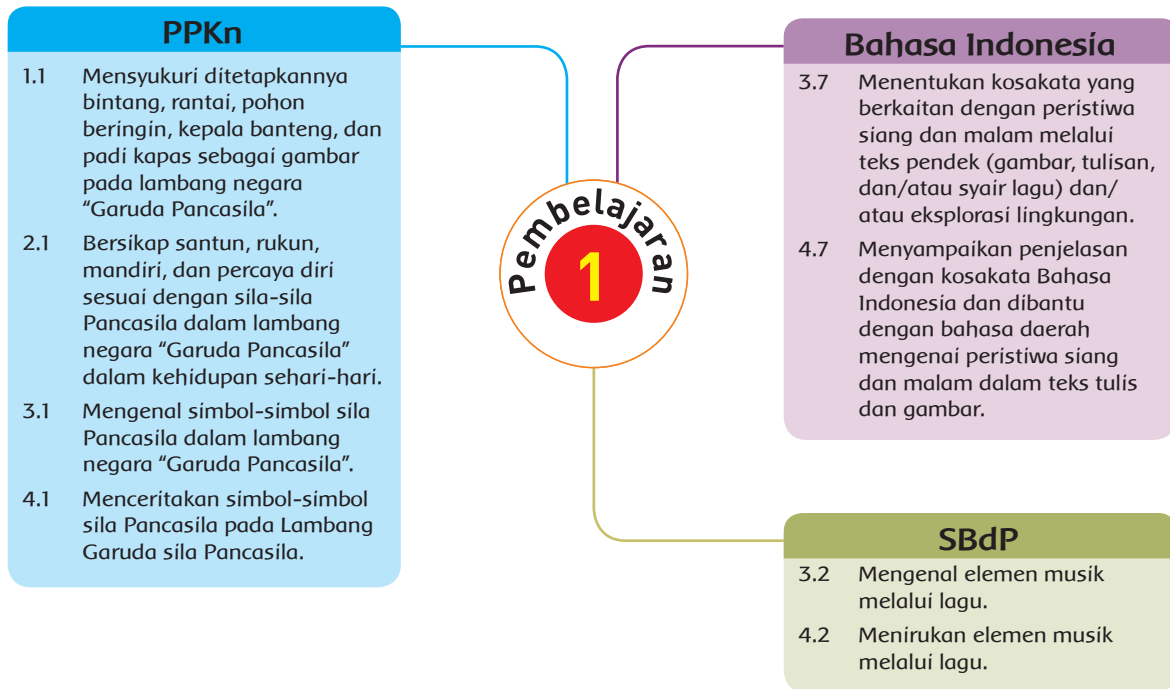 PPKn
1.1 Mensyukuri ditetapkannya
bintang, rantai, pohon
beringin, kepala banteng, dan
padi kapas sebagai gambar
pada lambang negara
“Garuda Pancasila”.
2.1 Bersikap santun, rukun,
mandiri, dan percaya diri
sesuai dengan sila-sila
Pancasila dalam lambang
negara “Garuda Pancasila”
dalam kehidupan sehari-hari.
3.1 Mengenal simbol-simbol sila
Pancasila dalam lambang
negara “Garuda Pancasila”.
4.1 Menceritakan simbol-simbol
sila Pancasila pada Lambang
Garuda sila Pancasila.
Pembelajaran
1
Bahasa Indonesia
3.7 Menentukan kosakata yang
berkaitan dengan peristiwa
siang dan malam melalui
teks pendek (gambar, tulisan,
dan/atau syair lagu) dan/
atau eksplorasi lingkungan.
4.7 Menyampaikan penjelasan
dengan kosakata Bahasa
Indonesia dan dibantu
dengan bahasa daerah
mengenai peristiwa siang
dan malam dalam teks tulis
dan gambar.
SBdP
3.2 Mengenal elemen musik
melalui lagu.
4.2 Menirukan elemen musik
melalui lagu.